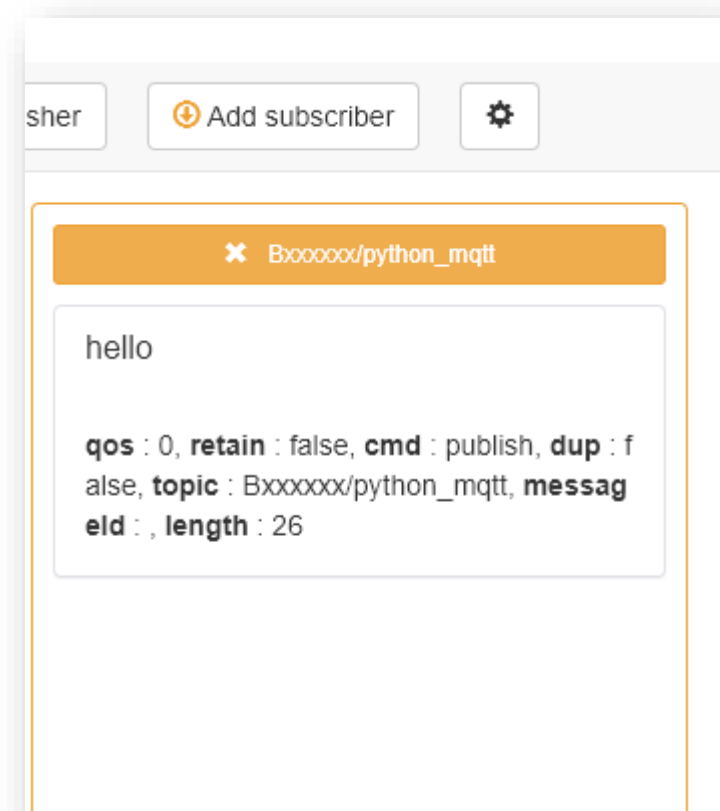 sher
Add subscriber
Bxxxxxx/python_mqtt
hello
qos : 0, retain : false, cmd : publish, dup : f
alse, topic : Bxxxxxx/python_mqtt, messag
eId : , length : 26